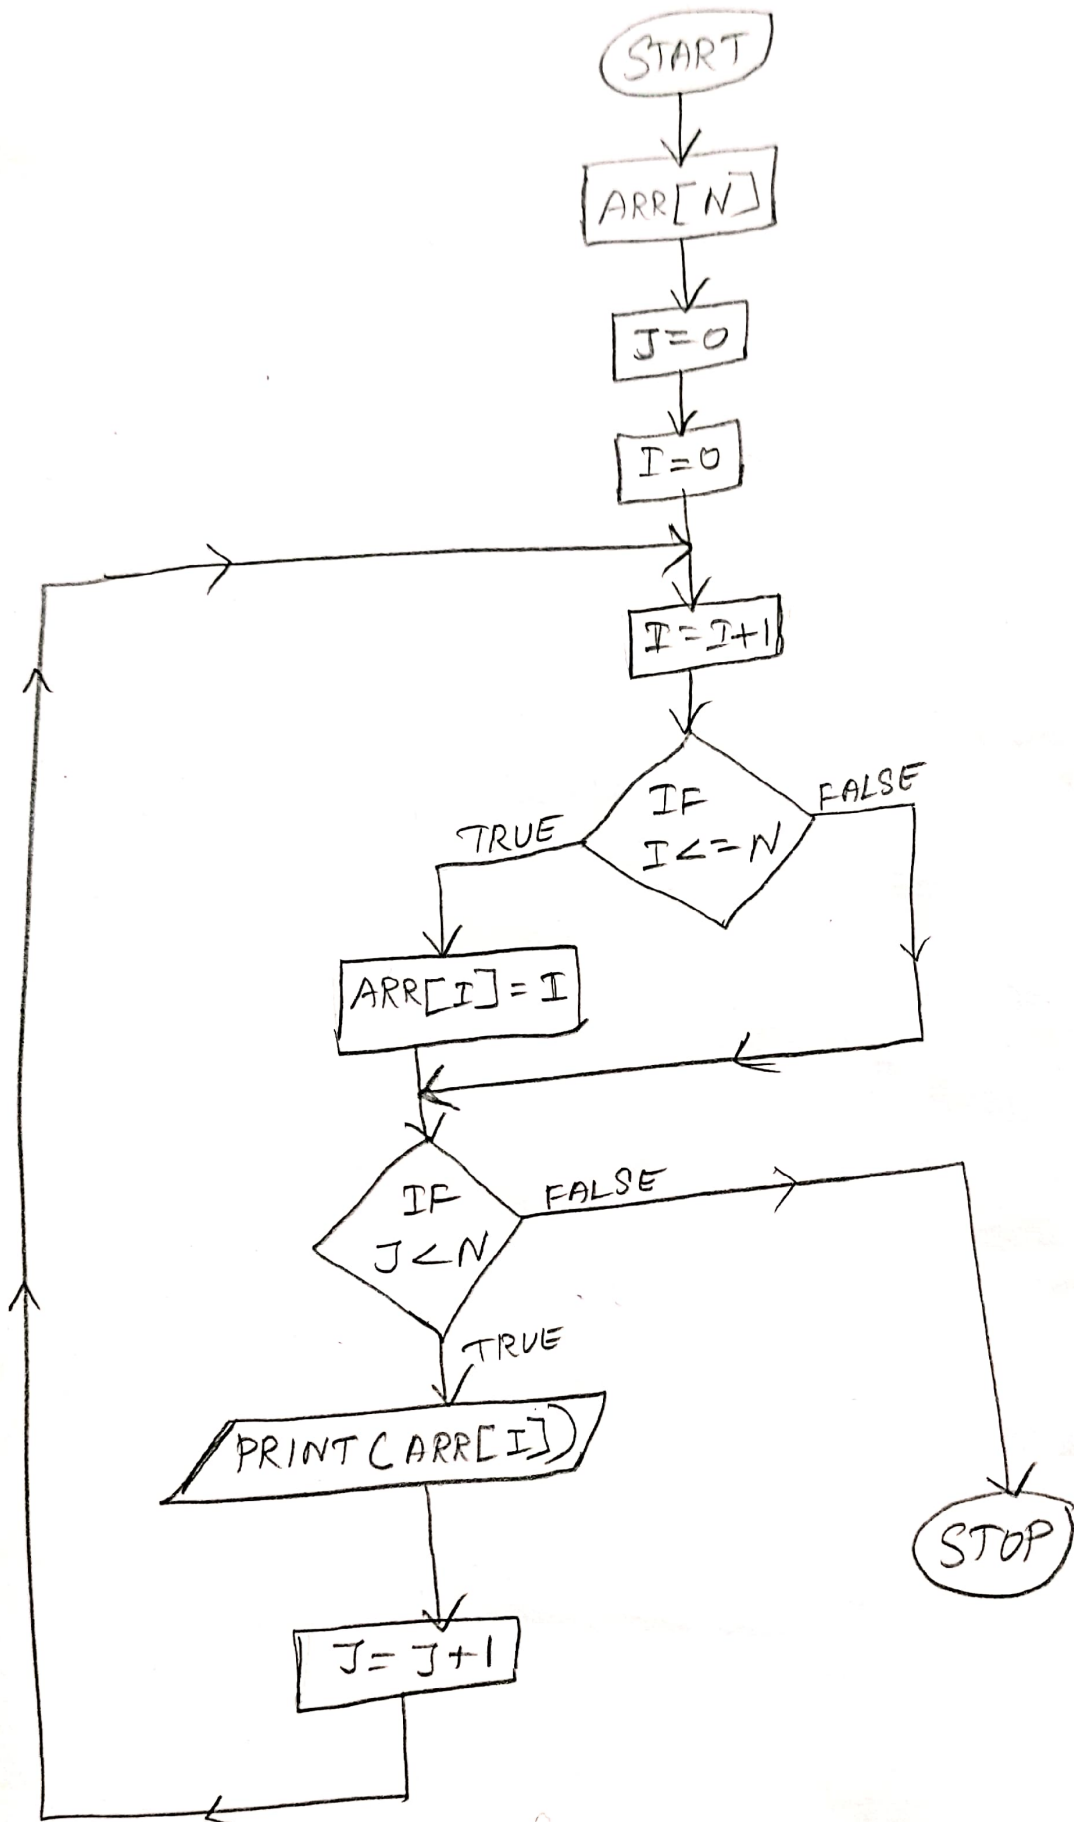 START
ARR[N]
J=0
I=0
I=I+1
IF
I<=N
TRUE
FALSE
ARR[I]=I
IF
J<N
FALSE
TRUE
PRINT(ARR[I])
J=J+1
STOP